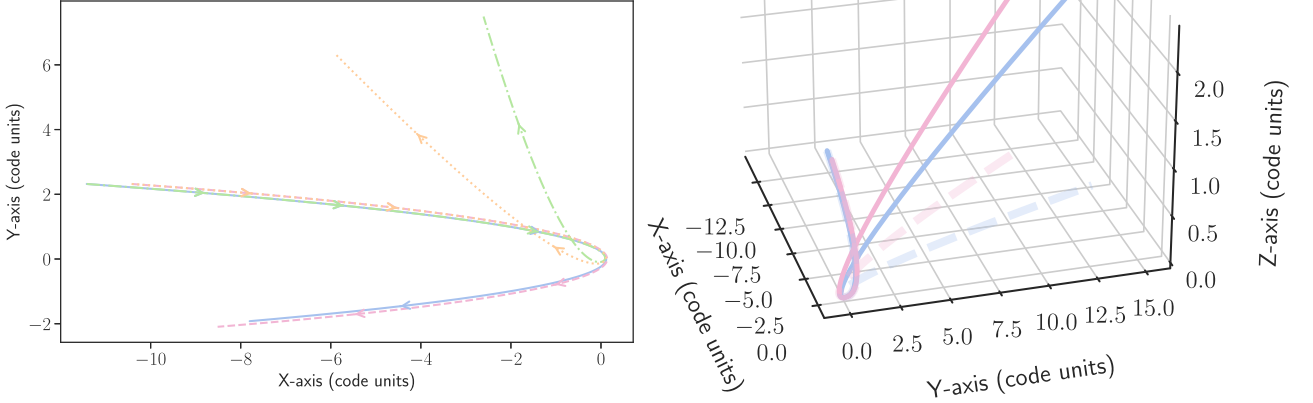 6
4
2
0
−2
Y-axis (code units)
−10 −8 −6 −4 −2 0
X-axis (code units)
2.0
1.5
1.0
0.5
0.0
Z-axis (code units)
−12.5
−10.0
−7.5
−5.0
−2.5
0.0
X-axis (code units)
0.0 2.5 5.0 7.5 10.0 12.5 15.0
Y-axis (code units)